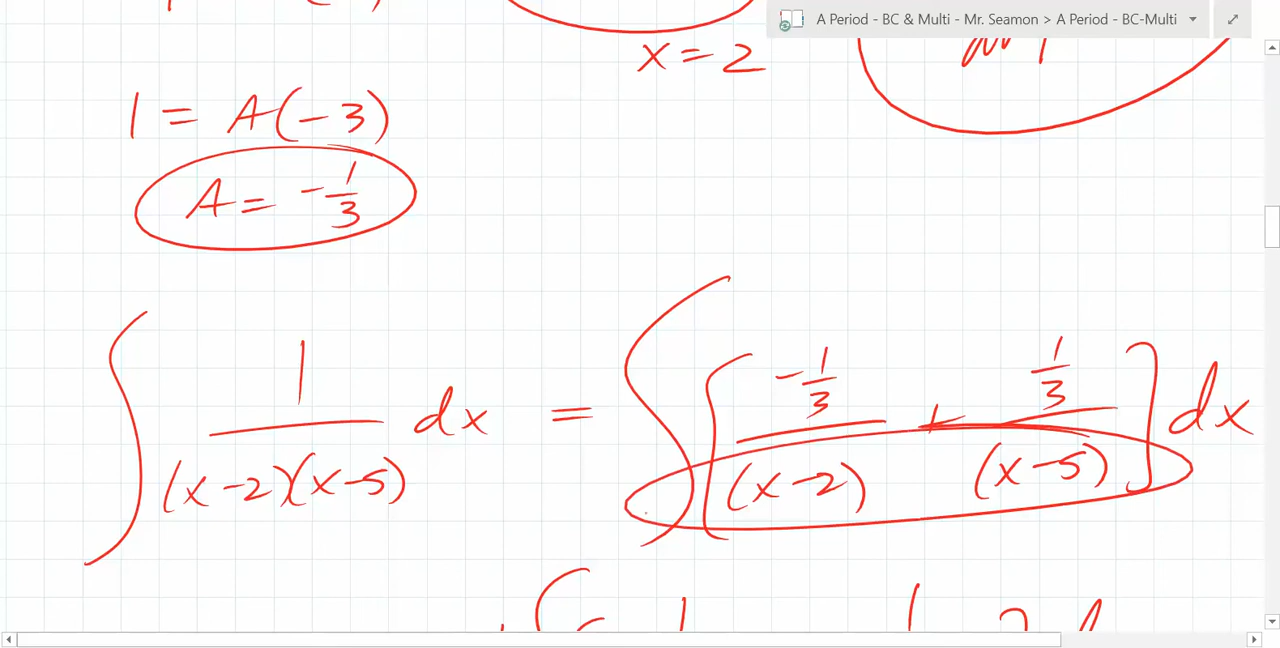 A Period - BC & Multi - Mr. Seamon > A Period - BC-Multi
x = 2
1 = A(-3)
A = -1/3
∫ 1/((x-2)(x-5)) dx = ∫ [ (-1/3)/(x-2) + (1/3)/(x-5) ] dx